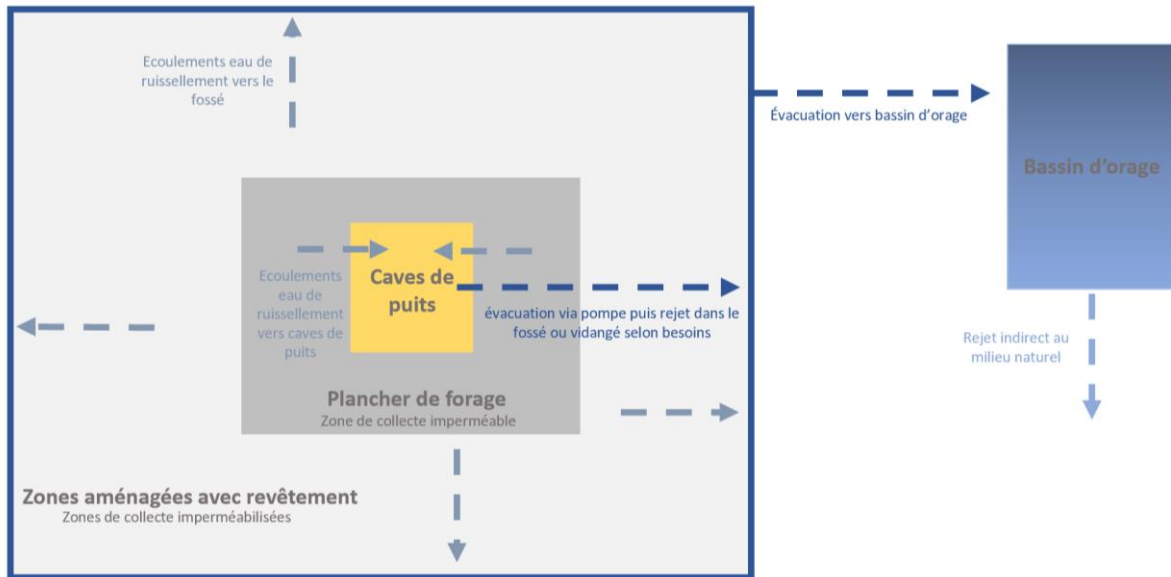 Ecoulements eau de
ruissellement vers le
fossé
Évacuation vers bassin d'orage
Bassin d'orage
Caves de
puits
Ecoulements
eau de
ruissellement
vers caves de
puits
évacuation via pompe puis rejet dans le
fossé ou vidangé selon besoins
Rejet indirect au
milieu naturel
Plancher de forage
Zone de collecte imperméable
Zones aménagées avec revêtement
Zones de collecte imperméabilisées